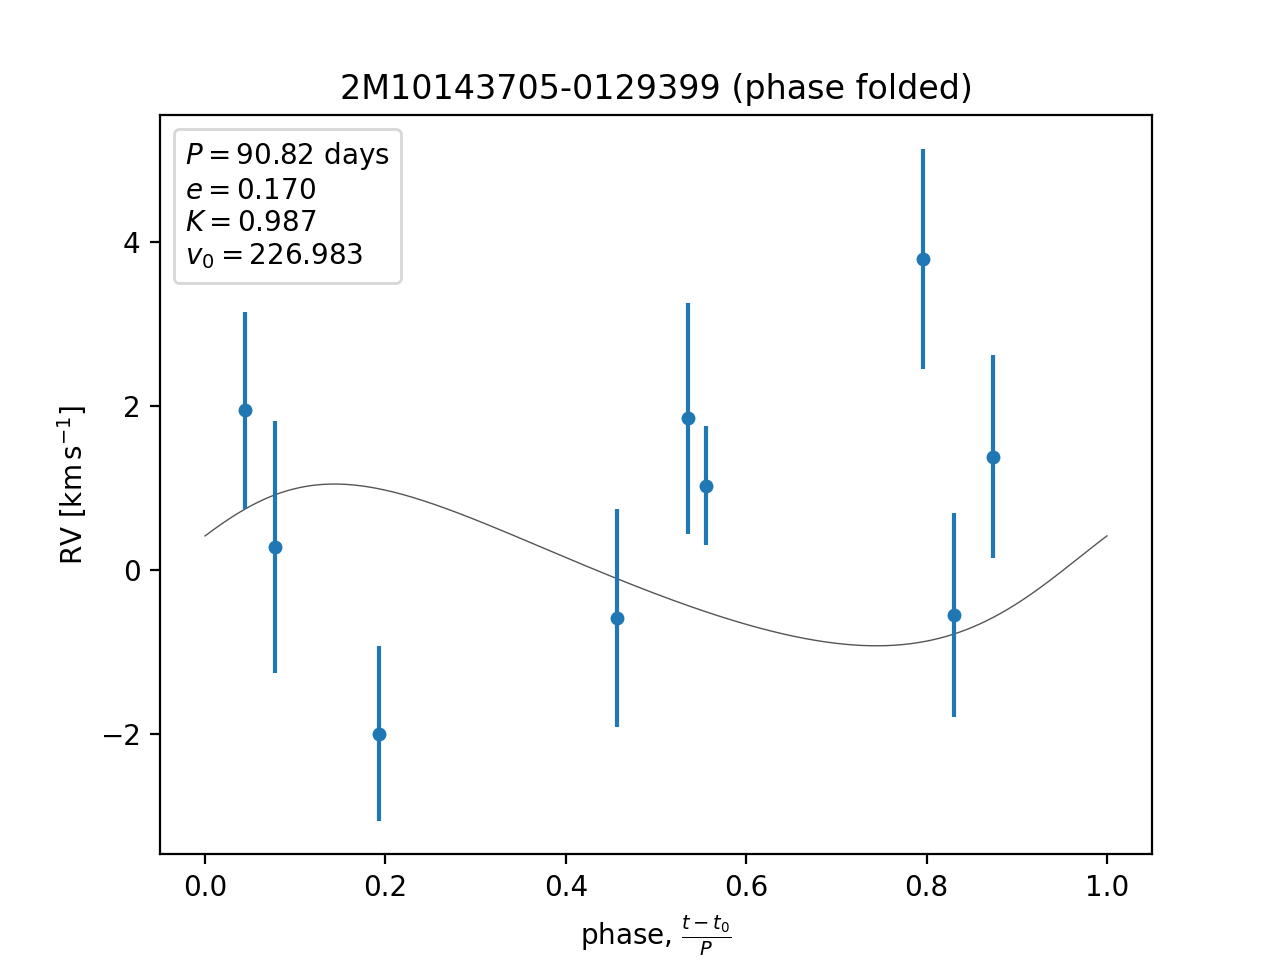 2M10143705-0129399 (phase folded)
P = 90.82 days
e = 0.170
K = 0.987
v₀ = 226.983
4
2
0
−2
RV [km s⁻¹]
0.0 0.2 0.4 0.6 0.8 1.0
phase, (t − t₀)/P